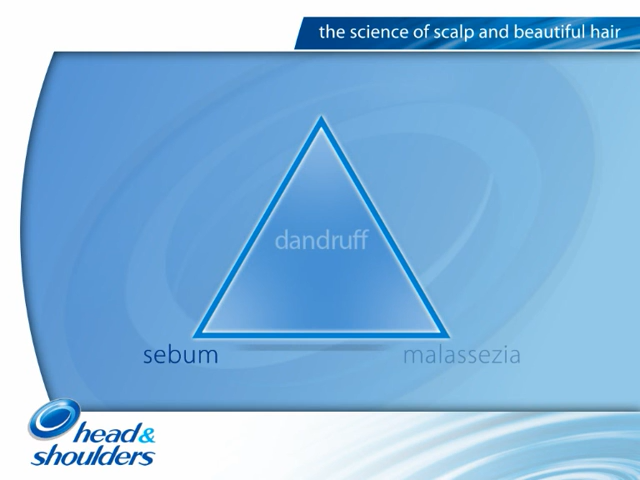 the science of scalp and beautiful hair
dandruff
sebum
malassezia
head&
shoulders